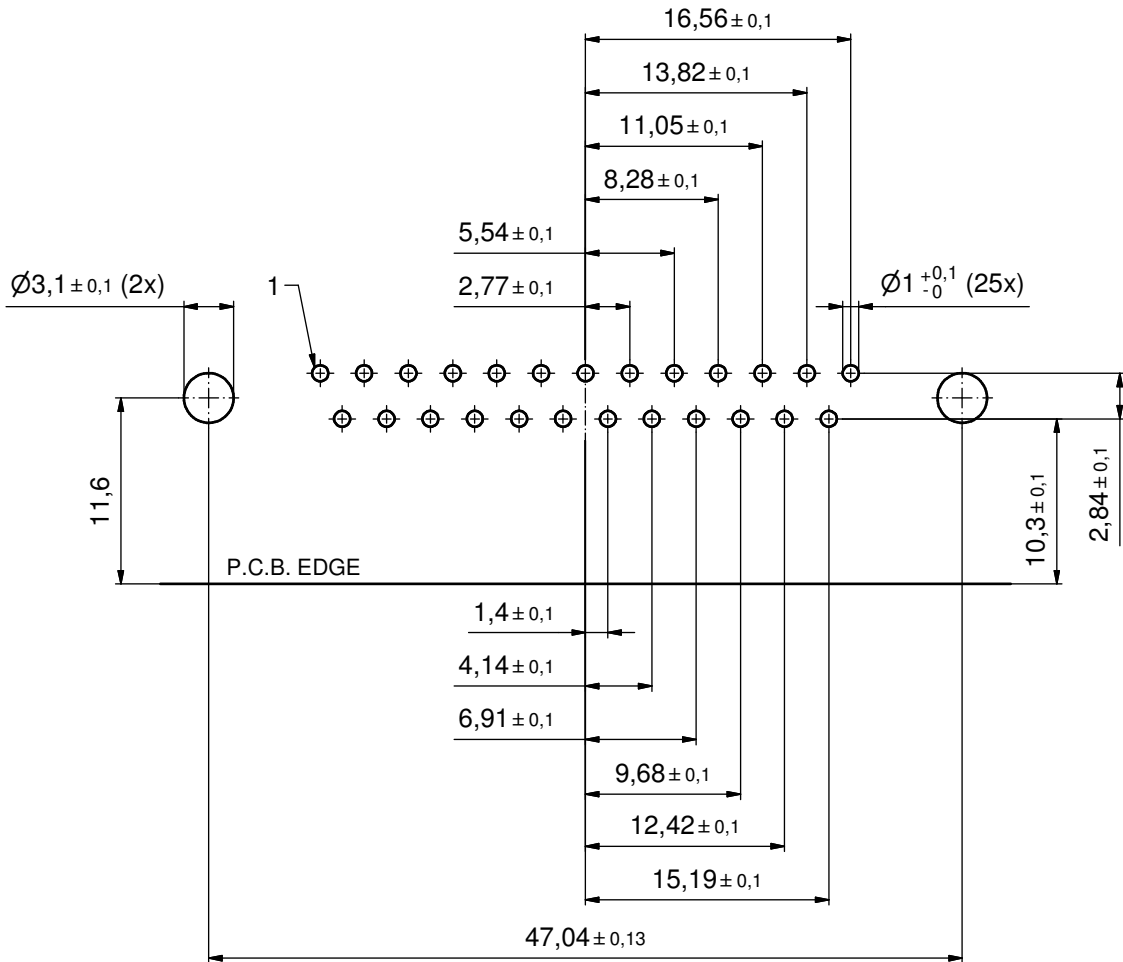 16,56 ± 0,1
13,82 ± 0,1
11,05 ± 0,1
8,28 ± 0,1
5,54 ± 0,1
Ø3,1 ± 0,1 (2x)
1
2,77 ± 0,1
Ø1 +0,1 -0 (25x)
11,6
10,3 ± 0,1
2,84 ± 0,1
P.C.B. EDGE
1,4 ± 0,1
4,14 ± 0,1
6,91 ± 0,1
9,68 ± 0,1
12,42 ± 0,1
15,19 ± 0,1
47,04 ± 0,13